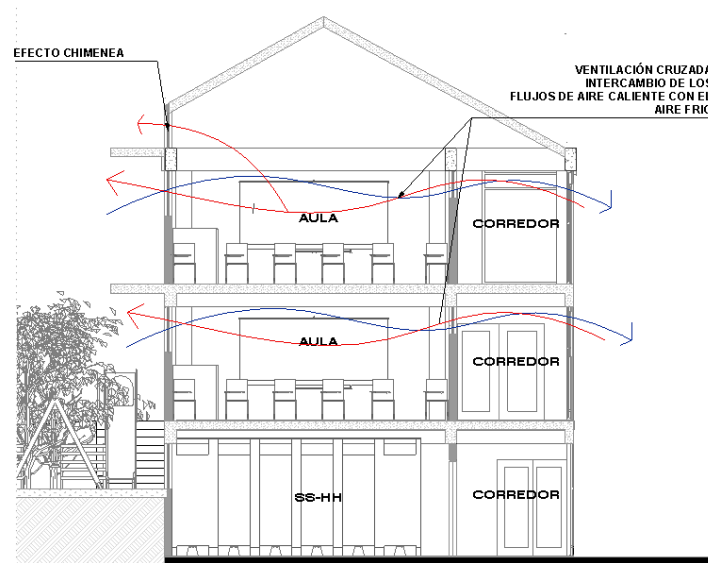 EFECTO CHIMENEA
VENTILACIÓN CRUZADA
INTERCAMBIO DE LOS
FLUJOS DE AIRE CALIENTE CON EL
AIRE FRIO
AULA
CORREDOR
AULA
CORREDOR
SS-HH
CORREDOR